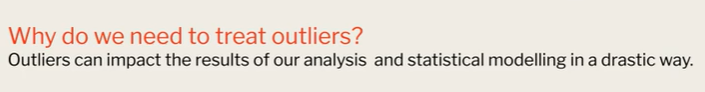 Why do we need to treat outliers?
Outliers can impact the results of our analysis and statistical modelling in a drastic way.